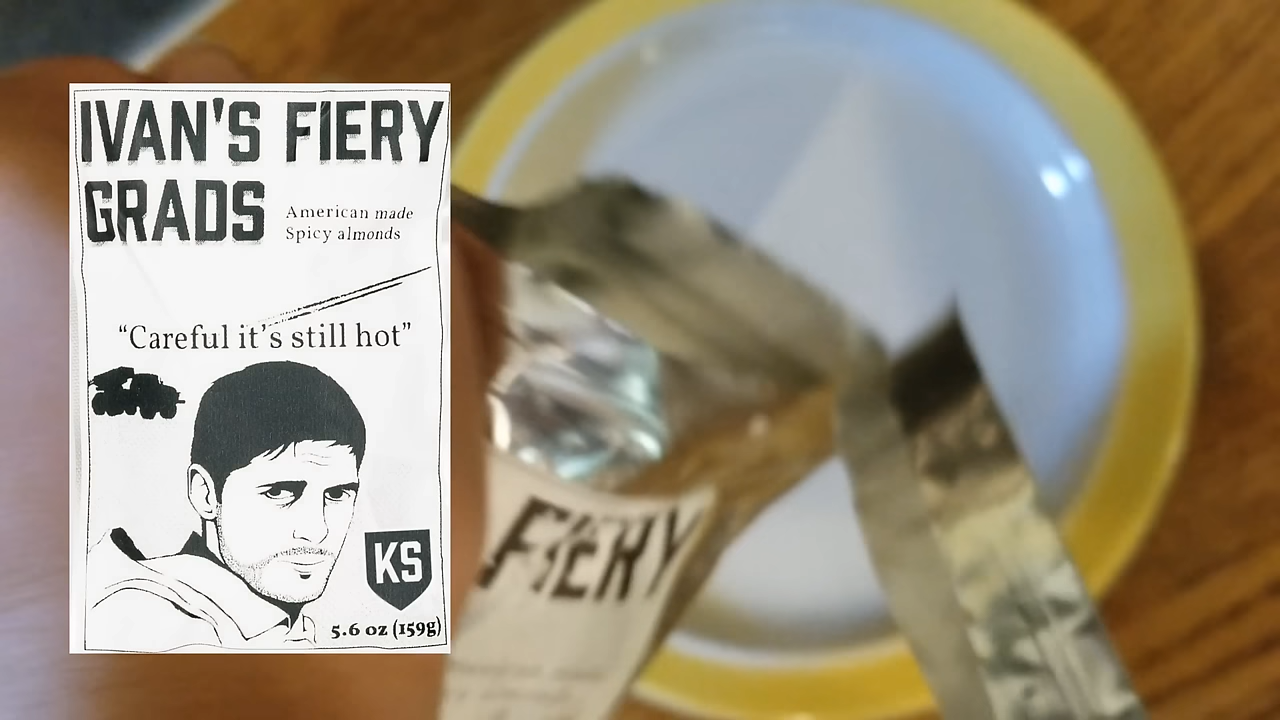 IVAN'S FIERY
GRADS
American made
Spicy almonds
“Careful it's still hot”
KS
5.6 oz (159g)
FIERY